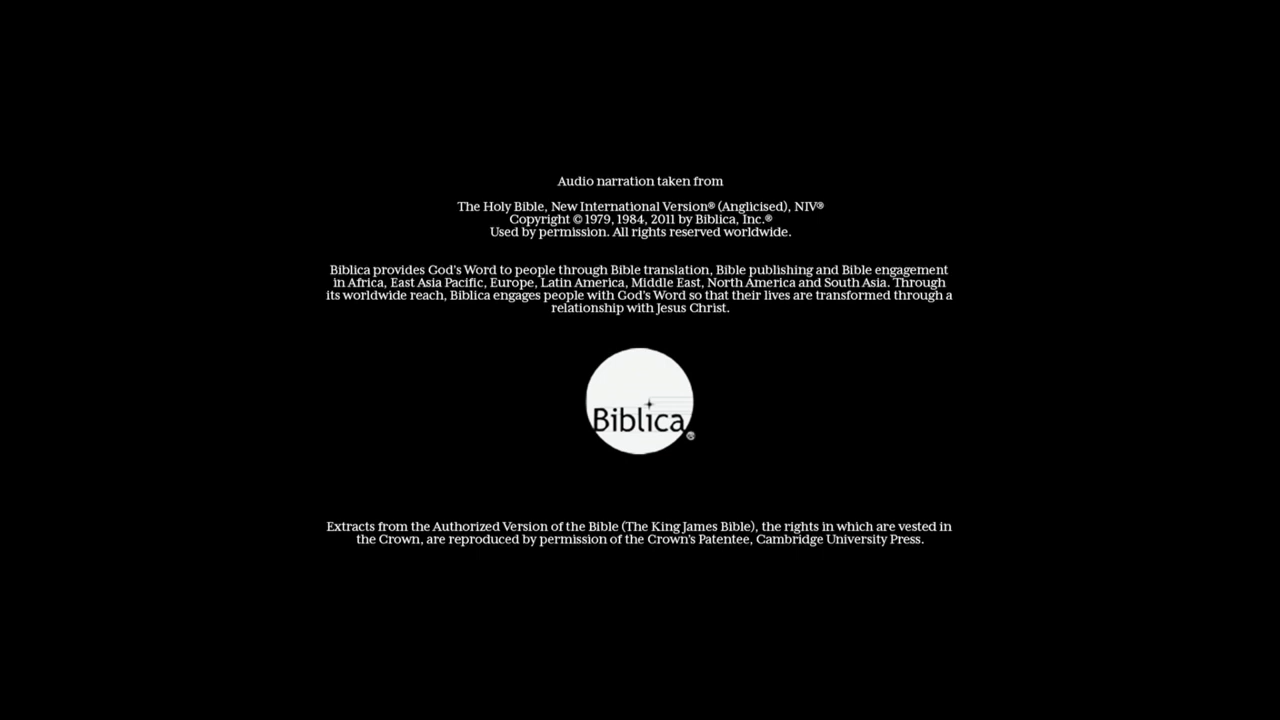 Audio narration taken from
The Holy Bible, New International Version® (Anglicised), NIV®
Copyright © 1979, 1984, 2011 by Biblica, Inc.®
Used by permission. All rights reserved worldwide.
Biblica provides God's Word to people through Bible translation, Bible publishing and Bible engagement
in Africa, East Asia Pacific, Europe, Latin America, Middle East, North America and South Asia. Through
its worldwide reach, Biblica engages people with God's Word so that their lives are transformed through a
relationship with Jesus Christ.
Biblica®
Extracts from the Authorized Version of the Bible (The King James Bible), the rights in which are vested in
the Crown, are reproduced by permission of the Crown's Patentee, Cambridge University Press.